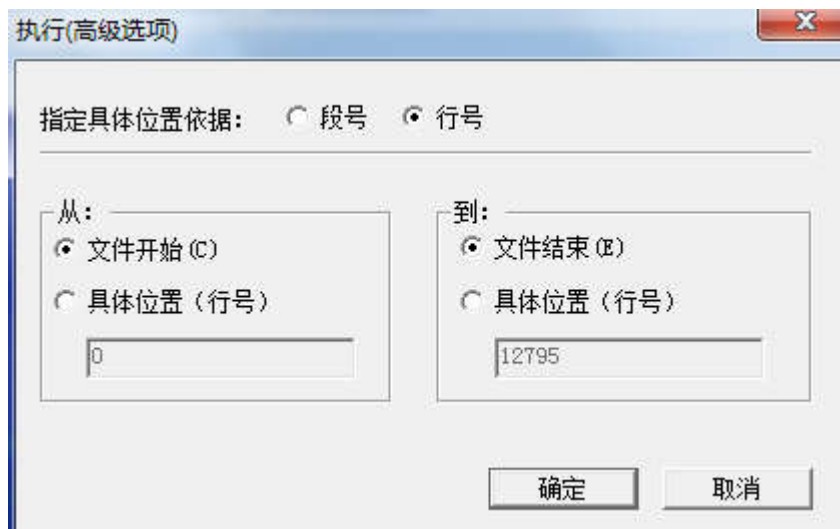 执行(高级选项)
指定具体位置依据： 段号 行号
从：
文件开始(C)
具体位置（行号）
0
到：
文件结束(E)
具体位置（行号）
12795
确定 取消